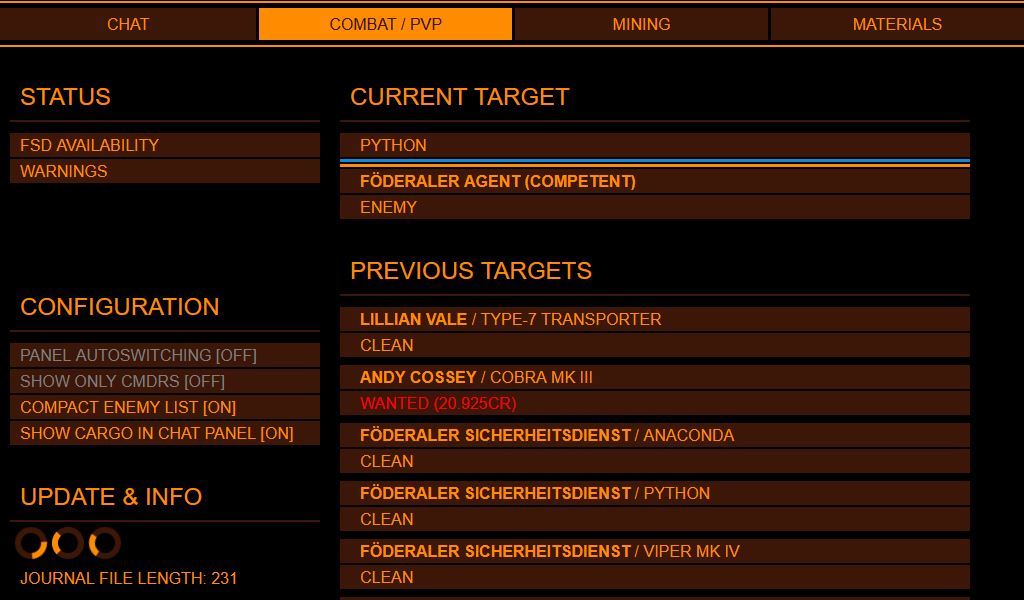 CHAT
COMBAT / PVP
MINING
MATERIALS
STATUS
FSD AVAILABILITY
WARNINGS
CONFIGURATION
PANEL AUTOSWITCHING [OFF]
SHOW ONLY CMDRS [OFF]
COMPACT ENEMY LIST [ON]
SHOW CARGO IN CHAT PANEL [ON]
UPDATE & INFO
JOURNAL FILE LENGTH: 231
CURRENT TARGET
PYTHON
FÖDERALER AGENT (COMPETENT)
ENEMY
PREVIOUS TARGETS
LILLIAN VALE / TYPE-7 TRANSPORTER
CLEAN
ANDY COSSEY / COBRA MK III
WANTED (20.925CR)
FÖDERALER SICHERHEITSDIENST / ANACONDA
CLEAN
FÖDERALER SICHERHEITSDIENST / PYTHON
CLEAN
FÖDERALER SICHERHEITSDIENST / VIPER MK IV
CLEAN